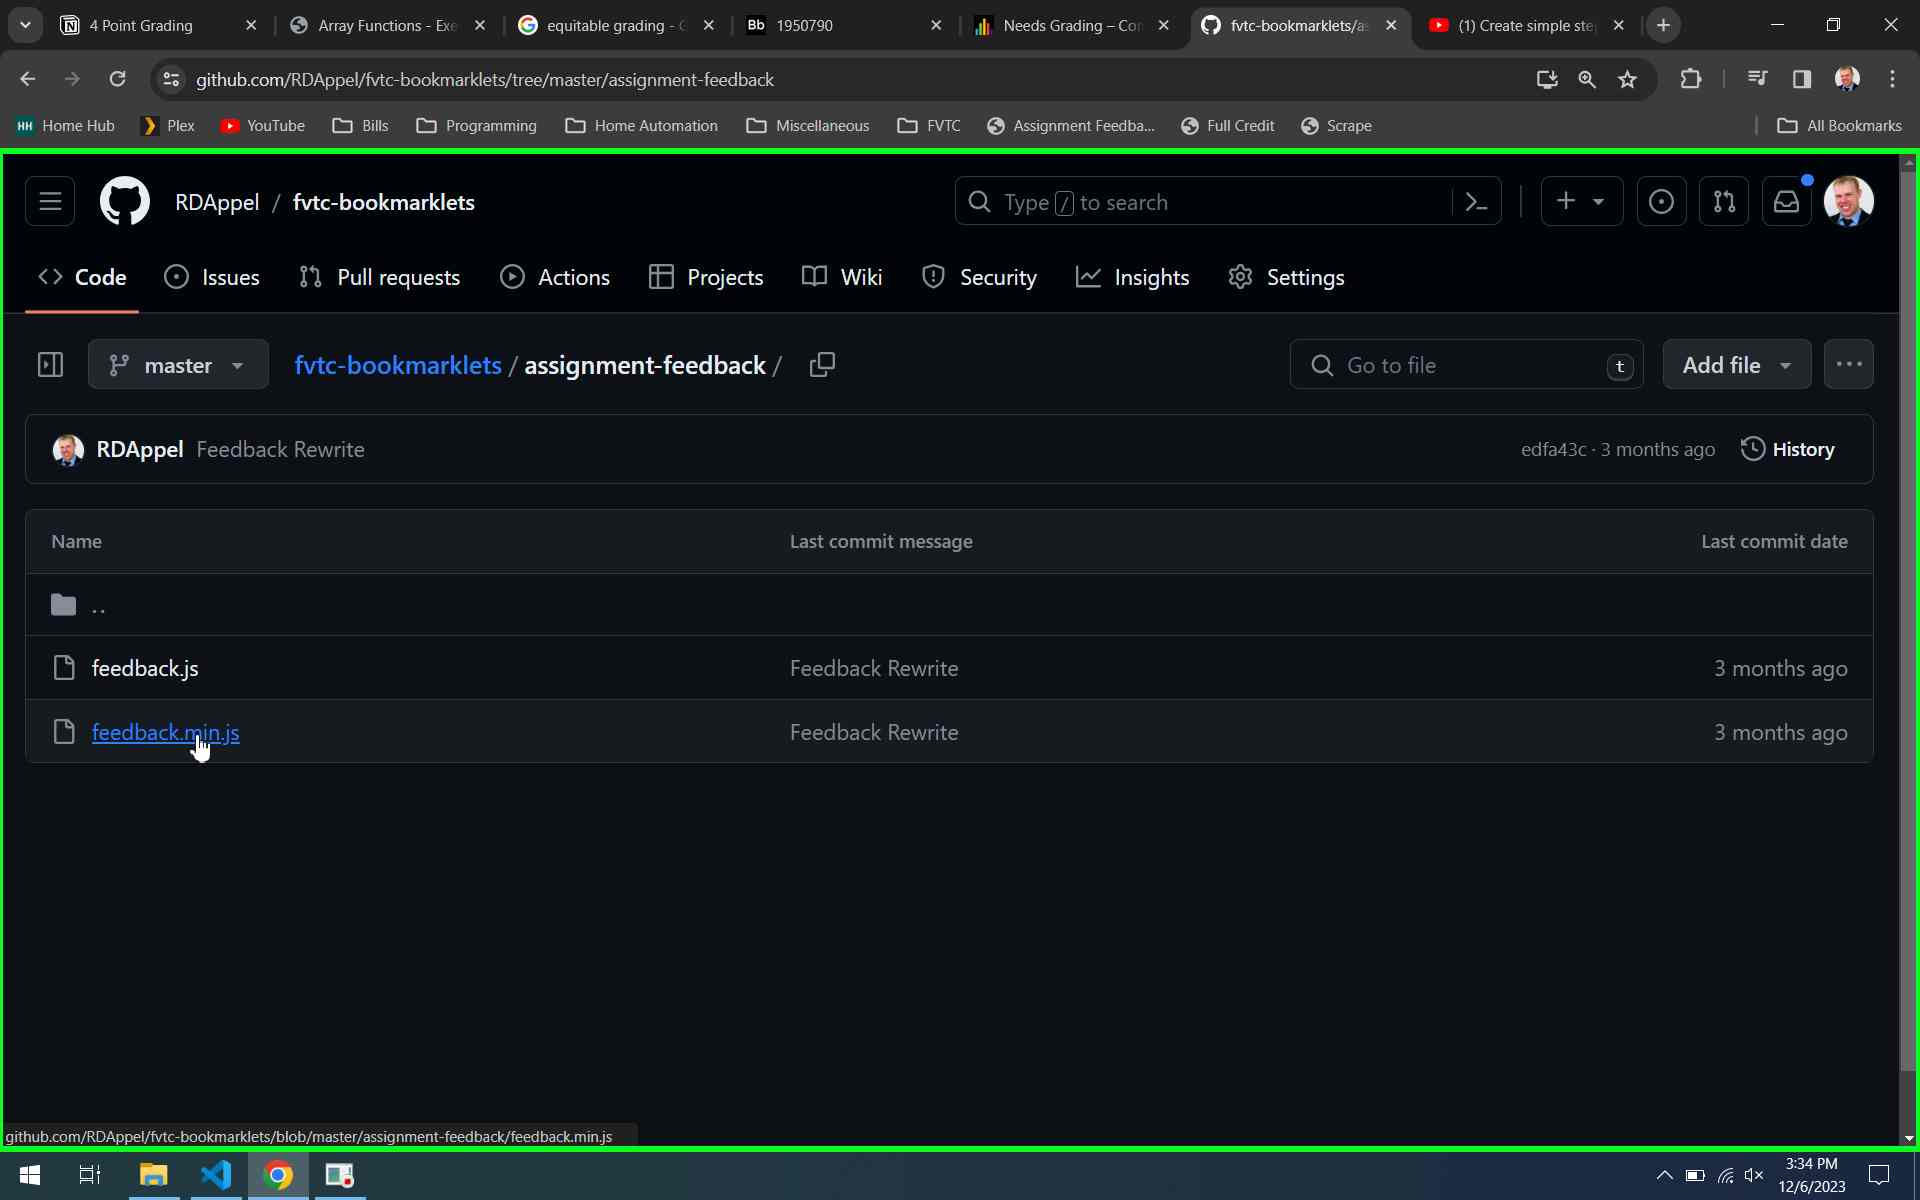 4 Point Grading
Array Functions - Exe
equitable grading - G
Bb 1950790
Needs Grading – Con
fvtc-bookmarklets/as
(1) Create simple ste
github.com/RDAppel/fvtc-bookmarklets/tree/master/assignment-feedback
HH Home Hub
Plex
YouTube
Bills
Programming
Home Automation
Miscellaneous
FVTC
Assignment Feedba...
Full Credit
Scrape
All Bookmarks
RDAppel / fvtc-bookmarklets
Type / to search
Code
Issues
Pull requests
Actions
Projects
Wiki
Security
Insights
Settings
master
fvtc-bookmarklets / assignment-feedback /
Go to file
t
Add file
RDAppel Feedback Rewrite
edfa43c · 3 months ago
History
Name
Last commit message
Last commit date
..
feedback.js
Feedback Rewrite
3 months ago
feedback.min.js
Feedback Rewrite
3 months ago
github.com/RDAppel/fvtc-bookmarklets/blob/master/assignment-feedback/feedback.min.js
3:34 PM
12/6/2023